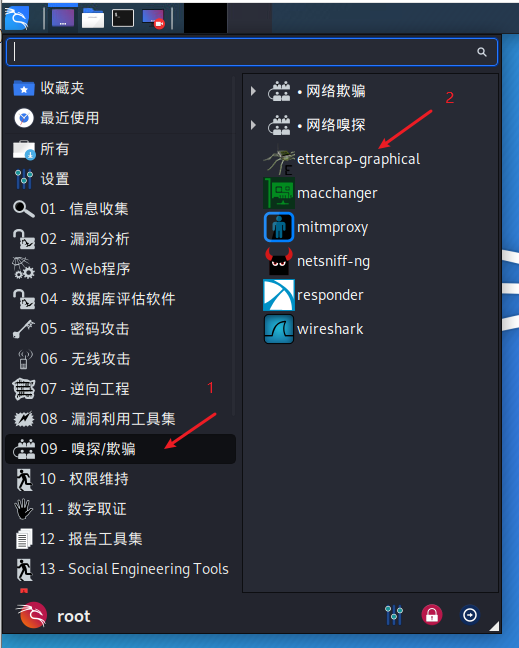 收藏夹
最近使用
所有
设置
01 - 信息收集
02 - 漏洞分析
03 - Web程序
04 - 数据库评估软件
05 - 密码攻击
06 - 无线攻击
07 - 逆向工程
08 - 漏洞利用工具集
09 - 嗅探/欺骗
10 - 权限维持
11 - 数字取证
12 - 报告工具集
13 - Social Engineering Tools
1
• 网络欺骗
• 网络嗅探
ettercap-graphical
macchanger
mitmproxy
netsniff-ng
responder
wireshark
2
root